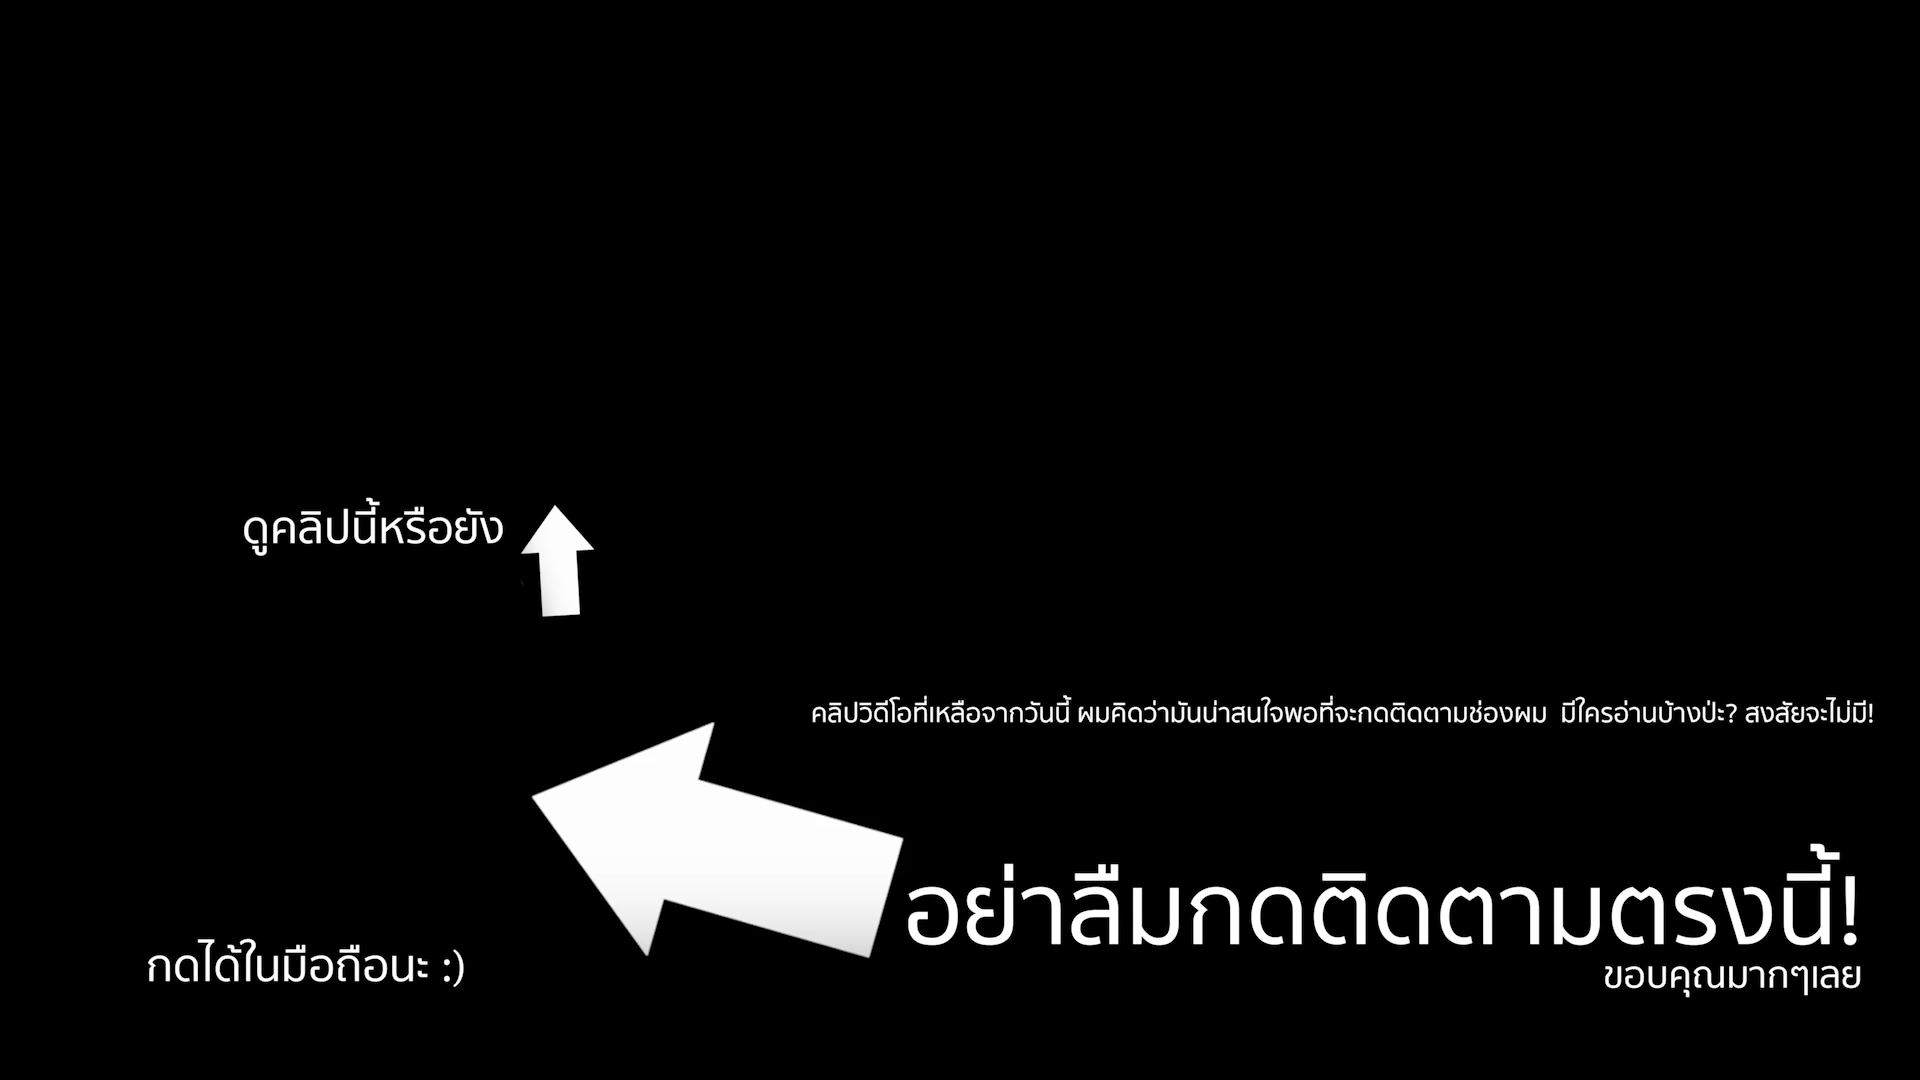 ดูคลิปนี้หรือยัง
คลิปวิดีโอที่เหลือจากวันนี้ ผมคิดว่ามันน่าสนใจพอที่จะกดติดตามช่องผม มีใครอ่านบ้างป่ะ? สงสัยจะไม่มี!
อย่าลืมกดติดตามตรงนี้!
กดได้ในมือถือนะ :)
ขอบคุณมากๆเลย